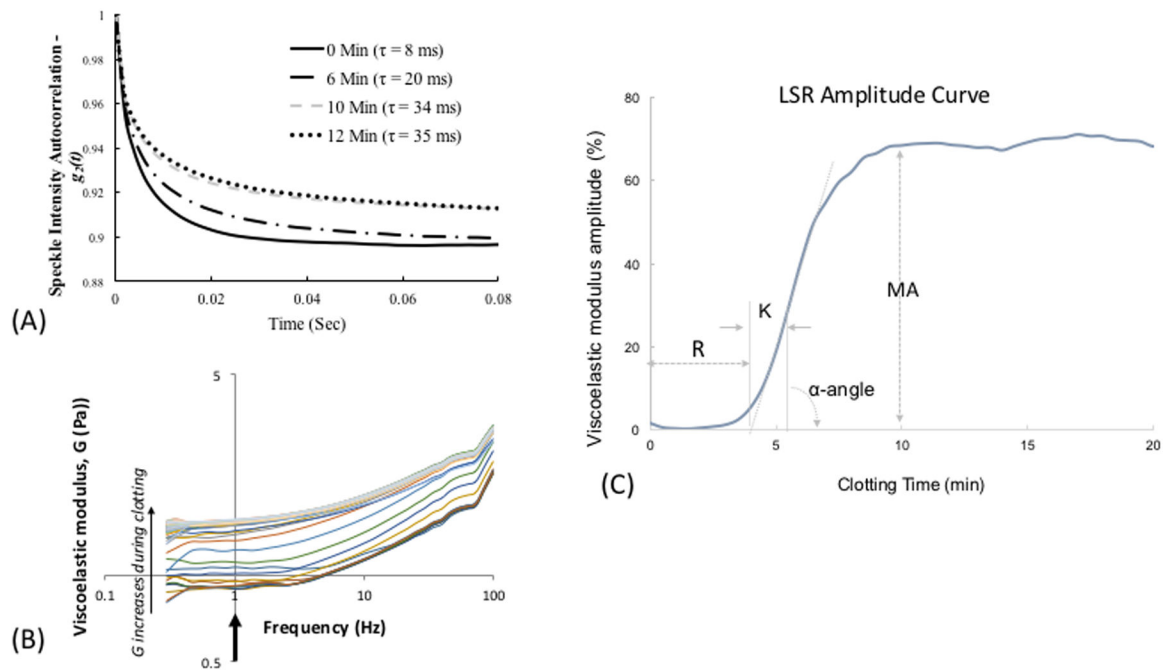 1
0.96
0.94
0.92
0.9
0.88
0
0.02
0.04
0.06
0.08
Speckle Intensity Autocorrelation -
g2(t)
0 Min (τ = 8 ms)
6 Min (τ = 20 ms)
10 Min (τ = 34 ms)
12 Min (τ = 35 ms)
Time (Sec)
(A)
5
Viscoelastic modulus, G (Pa))
G increases during clotting
0.1
1
10
100
Frequency (Hz)
0.5
(B)
LSR Amplitude Curve
80
60
40
20
0
Viscoelastic modulus amplitude (%)
R
K
MA
α-angle
0
5
10
15
20
Clotting Time (min)
(C)